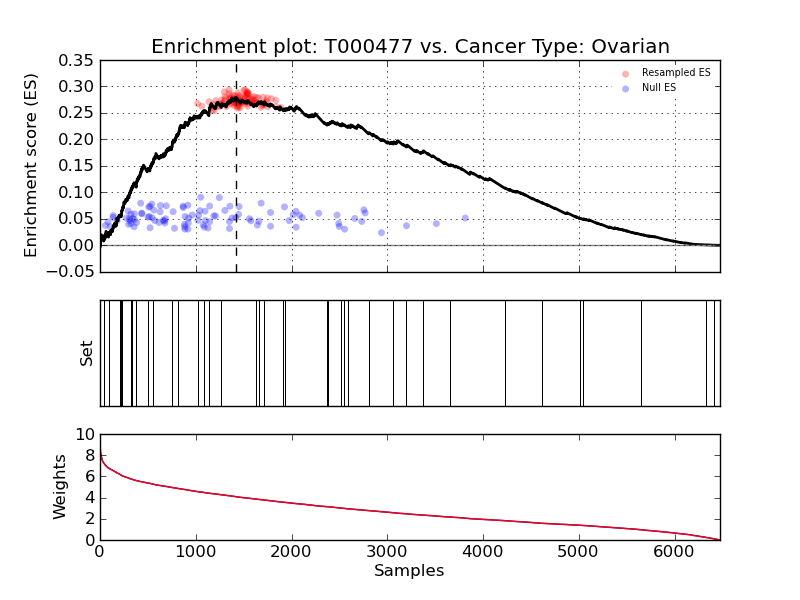 Enrichment plot: T000477 vs. Cancer Type: Ovarian
Enrichment score (ES)
0.35
0.30
0.25
0.20
0.15
0.10
0.05
0.00
−0.05
Resampled ES
Null ES
Set
Weights
10
8
6
4
2
0
0 1000 2000 3000 4000 5000 6000
Samples